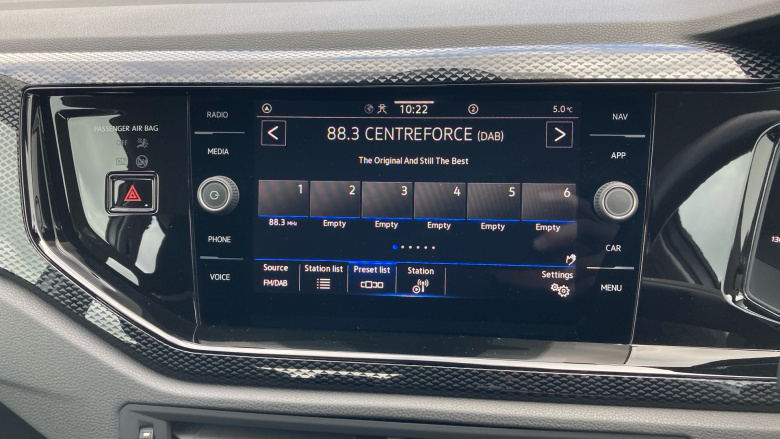 RADIO
MEDIA
PHONE
VOICE
PASSENGER AIR BAG
OFF
ON
10:22
2
5.0°C
88.3 CENTREFORCE (DAB)
The Original And Still The Best
1 2 3 4 5 6
88.3 MHz Empty Empty Empty Empty Empty
Source Station list Preset list Station Settings
FM/DAB
NAV
APP
CAR
MENU